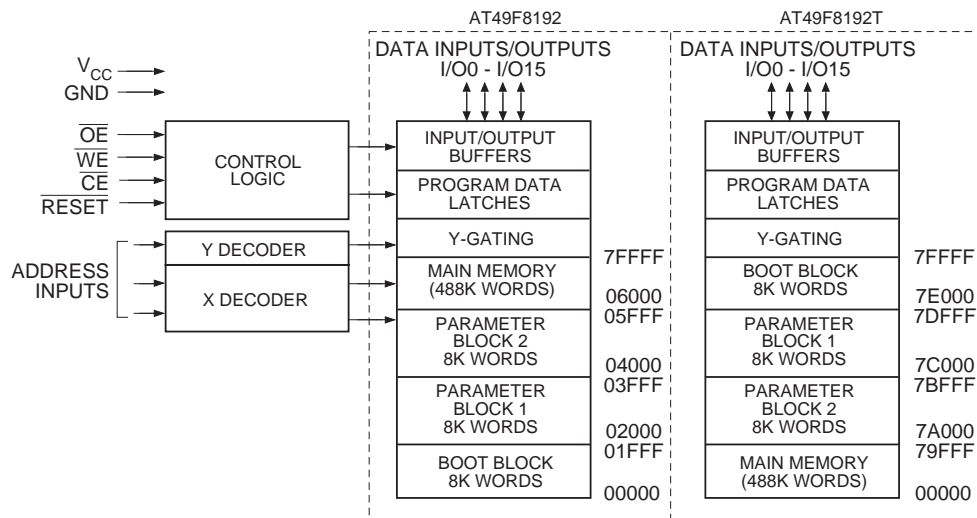 AT49F8192
AT49F8192T
DATA INPUTS/OUTPUTS
I/O0 - I/O15
DATA INPUTS/OUTPUTS
I/O0 - I/O15
VCC
GND
OE
WE
CE
RESET
CONTROL
LOGIC
ADDRESS
INPUTS
Y DECODER
X DECODER
INPUT/OUTPUT
BUFFERS
PROGRAM DATA
LATCHES
Y-GATING
7FFFF
MAIN MEMORY
(488K WORDS)
06000
05FFF
PARAMETER
BLOCK 2
8K WORDS
04000
03FFF
PARAMETER
BLOCK 1
8K WORDS
02000
01FFF
BOOT BLOCK
8K WORDS
00000
INPUT/OUTPUT
BUFFERS
PROGRAM DATA
LATCHES
Y-GATING
7FFFF
BOOT BLOCK
8K WORDS
7E000
7DFFF
PARAMETER
BLOCK 1
8K WORDS
7C000
7BFFF
PARAMETER
BLOCK 2
8K WORDS
7A000
79FFF
MAIN MEMORY
(488K WORDS)
00000